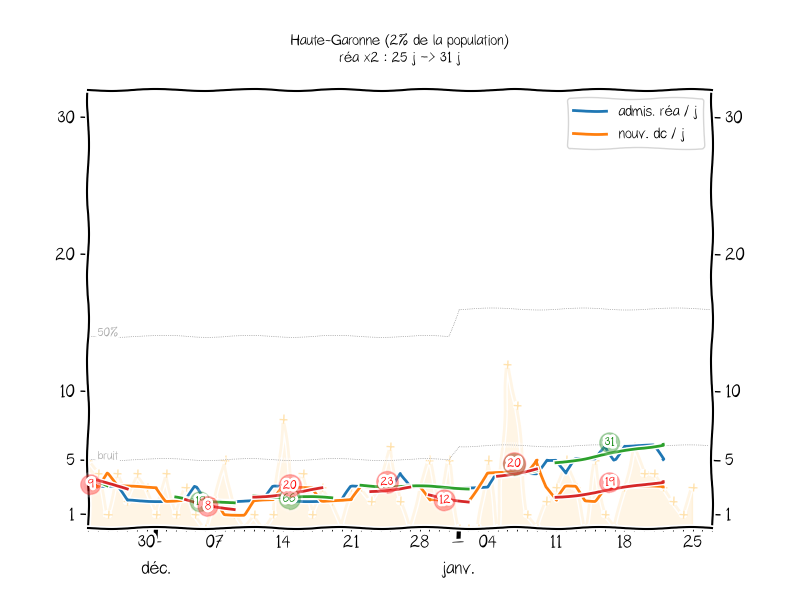 Haute-Garonne (2% de la population)
réa x2 : 25 j -> 31 j
admis. réa / j
nouv. dc / j
30 30
20 20
50%
10 10
31
bruit
5 5
20
9 20 23 19
8 66 12
1 1
30 07 14 21 28 04 11 18 25
déc. janv.